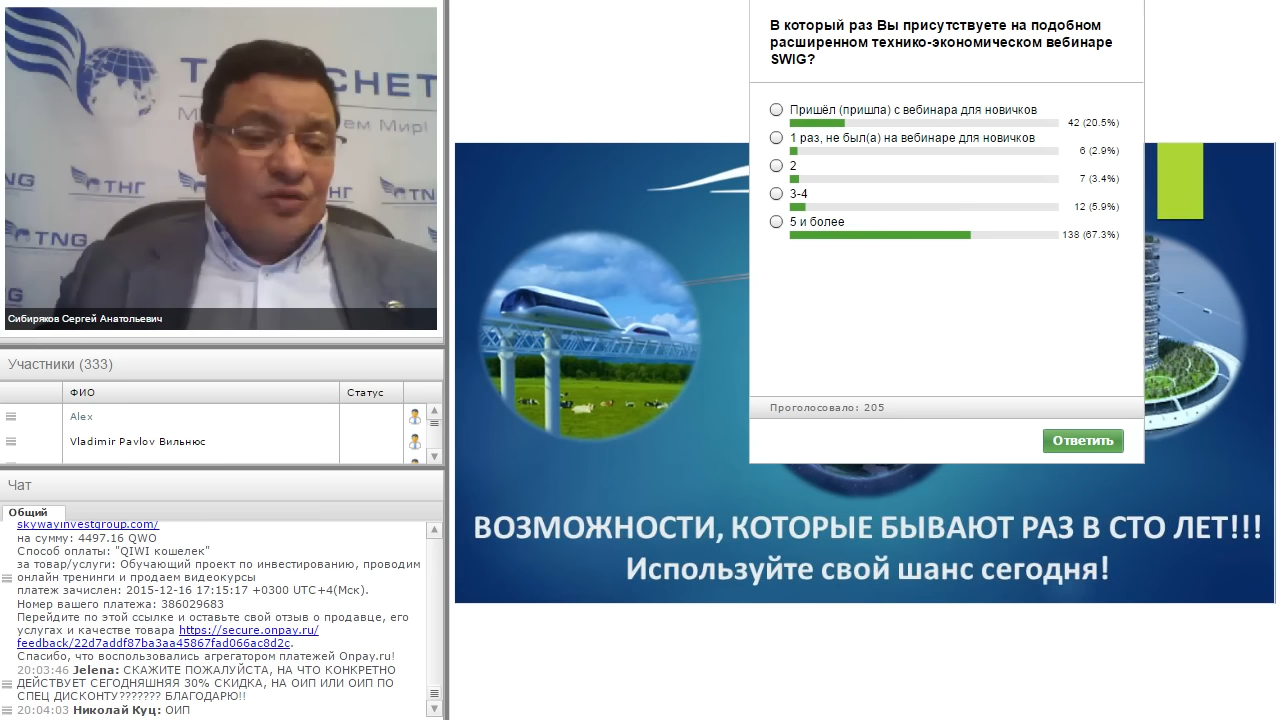 TNG
ТНГ
TNG
TNG
Сибиряков Сергей Анатольевич
Участники (333)
ФИО
Статус
Alex
Vladimir Pavlov Вильнюс
Чат
Общий
skywayinvestgroup.com/
на сумму: 4497.16 QWO
Способ оплаты: "QIWI кошелек"
за товар/услуги: Обучающий проект по инвестированию, проводим
онлайн тренинги и продаем видеокурсы
платеж зачислен: 2015-12-16 17:15:17 +0300 UTC+4(Мск).
Номер вашего платежа: 386029683
Перейдите по этой ссылке и оставьте свой отзыв о продавце, его
услугах и качестве товара https://secure.onpay.ru/
feedback/22d7addf87ba3aa45867fad066ac8d2c.
Спасибо, что воспользовались агрегатором платежей Onpay.ru!
20:03:46 Jelena: СКАЖИТЕ ПОЖАЛУЙСТА, НА ЧТО КОНКРЕТНО
ДЕЙСТВУЕТ СЕГОДНЯШНЯЯ 30% СКИДКА, НА ОИП ИЛИ ОИП ПО
СПЕЦ ДИСКОНТУ??????? БЛАГОДАРЮ!!
20:04:03 Николай Куц: ОИП
В который раз Вы присутствуете на подобном
расширенном технико-экономическом вебинаре
SWIG?
Пришёл (пришла) с вебинара для новичков
42 (20.5%)
1 раз, не был(а) на вебинаре для новичков
6 (2.9%)
2
7 (3.4%)
3-4
12 (5.9%)
5 и более
138 (67.3%)
Проголосовало: 205
Ответить
ВОЗМОЖНОСТИ, КОТОРЫЕ БЫВАЮТ РАЗ В СТО ЛЕТ!!!
Используйте свой шанс сегодня!